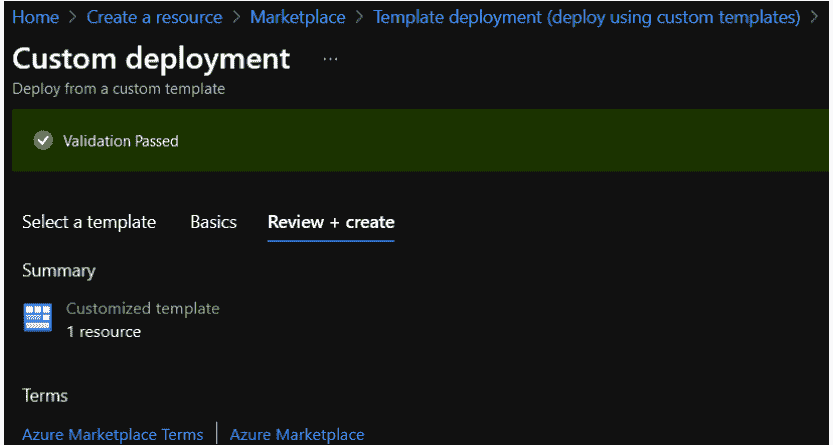 Home > Create a resource > Marketplace > Template deployment (deploy using custom templates) >
Custom deployment ...
Deploy from a custom template
Validation Passed
Select a template Basics Review + create
Summary
Customized template
1 resource
Terms
Azure Marketplace Terms | Azure Marketplace